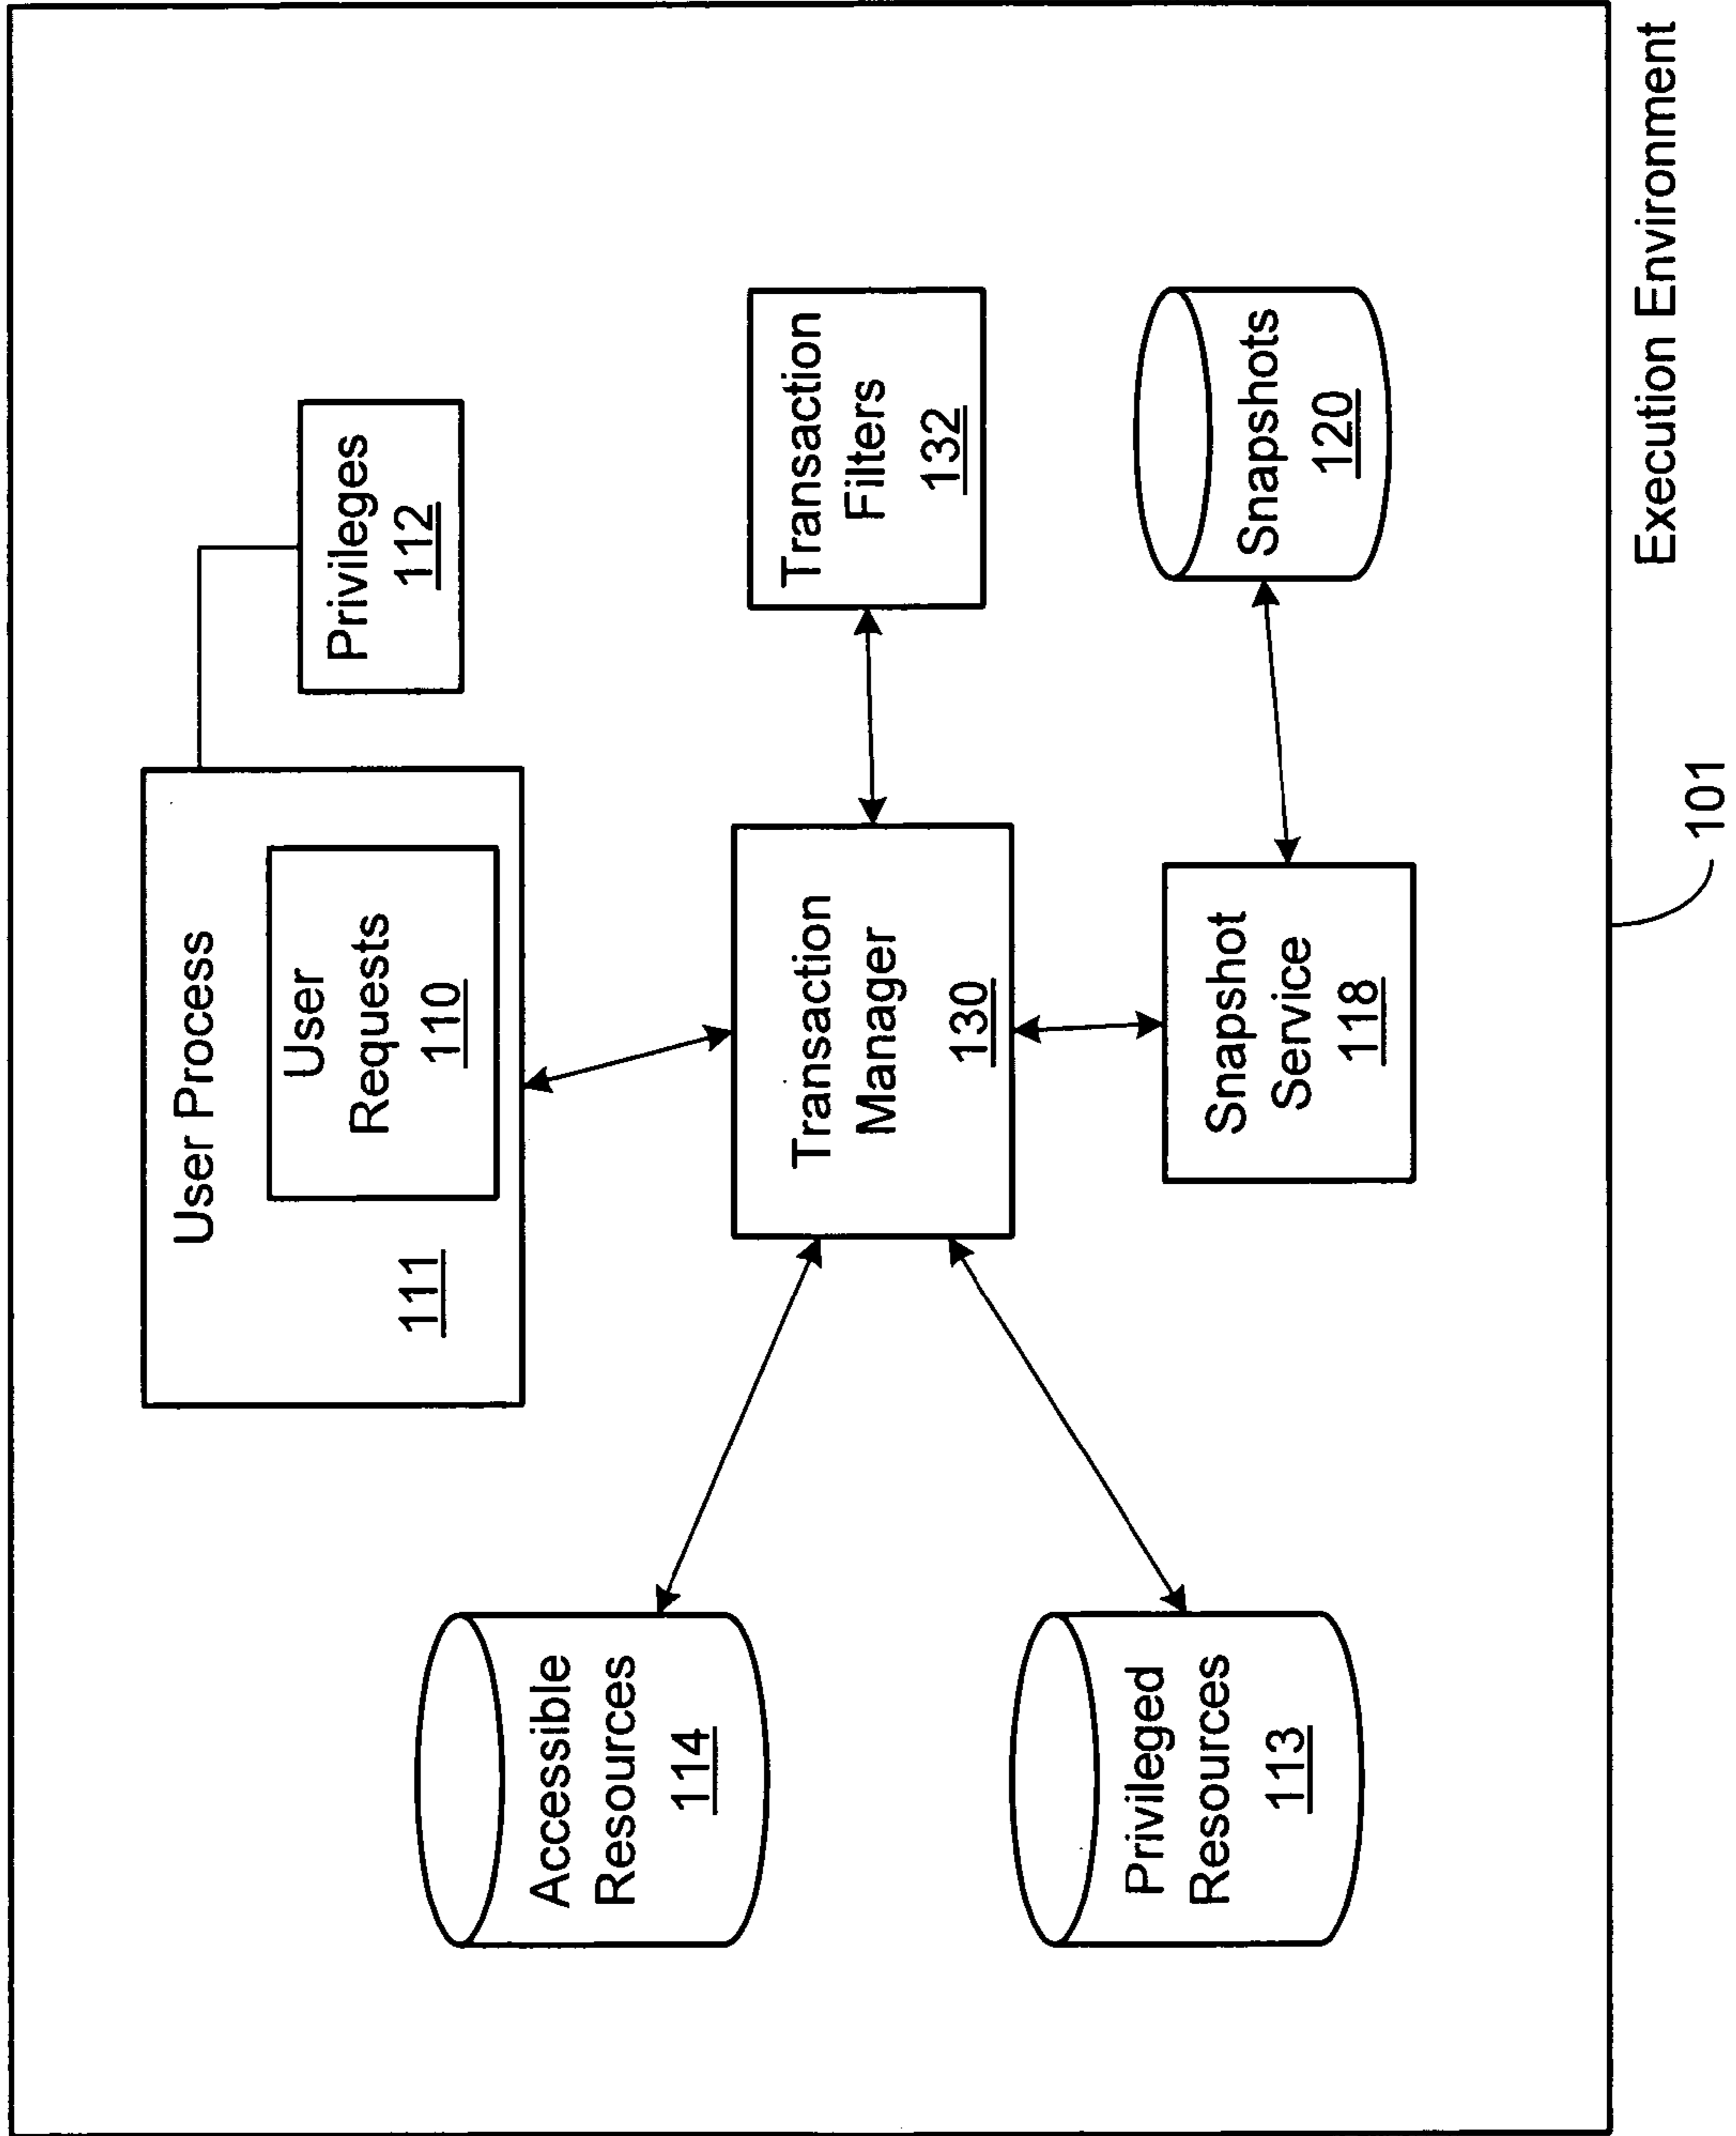 User Process
User
Requests
110
111
Privileges
112
Accessible
Resources
114
Transaction
Manager
130
Transaction
Filters
132
Privileged
Resources
113
Snapshot
Service
118
Snapshots
120
Execution Environment
101